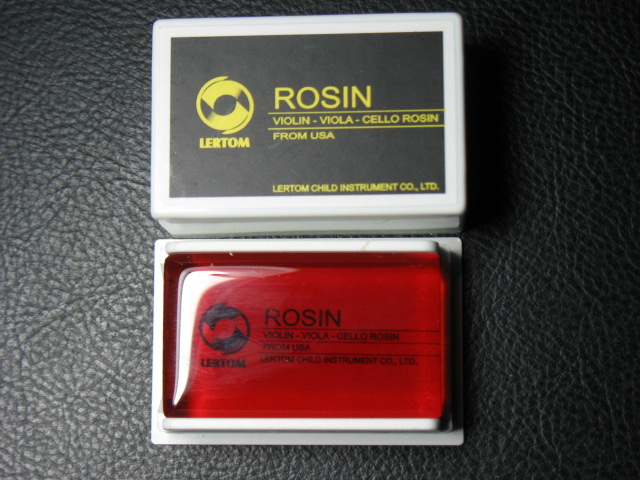 LERTOM
ROSIN
VIOLIN - VIOLA - CELLO ROSIN
FROM USA
LERTOM CHILD INSTRUMENT CO., LTD.
LERTOM
ROSIN
VIOLIN - VIOLA - CELLO ROSIN
FROM USA
LERTOM CHILD INSTRUMENT CO., LTD.